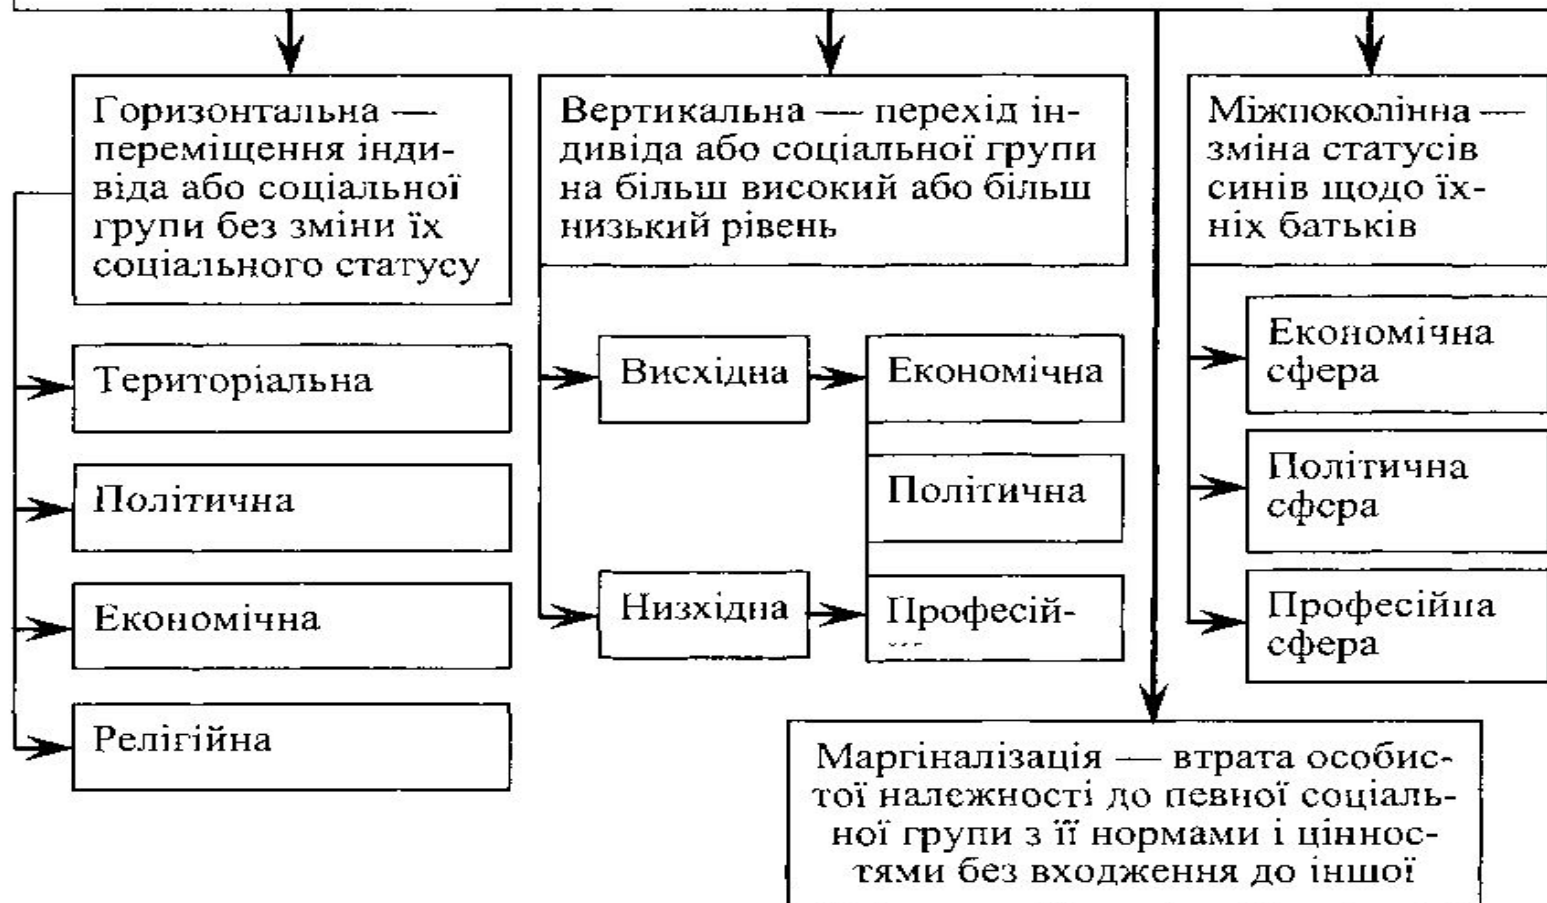 Горизонтальна —
переміщення інди-
віда або соціальної
групи без зміни їх
соціального статусу
Територіальна
Політична
Економічна
Релігійна
Вертикальна — перехід ін-
дивіда або соціальної групи
на більш високий або більш
низький рівень
Висхідна
Низхідна
Економічна
Політична
Професій-
Міжпоколінна —
зміна статусів
синів щодо їх-
ніх батьків
Економічна
сфера
Політична
сфера
Професійна
сфера
Маргіналізація — втрата особис-
тої належності до певної соціаль-
ної групи з її нормами і ціннос-
тями без входження до іншої